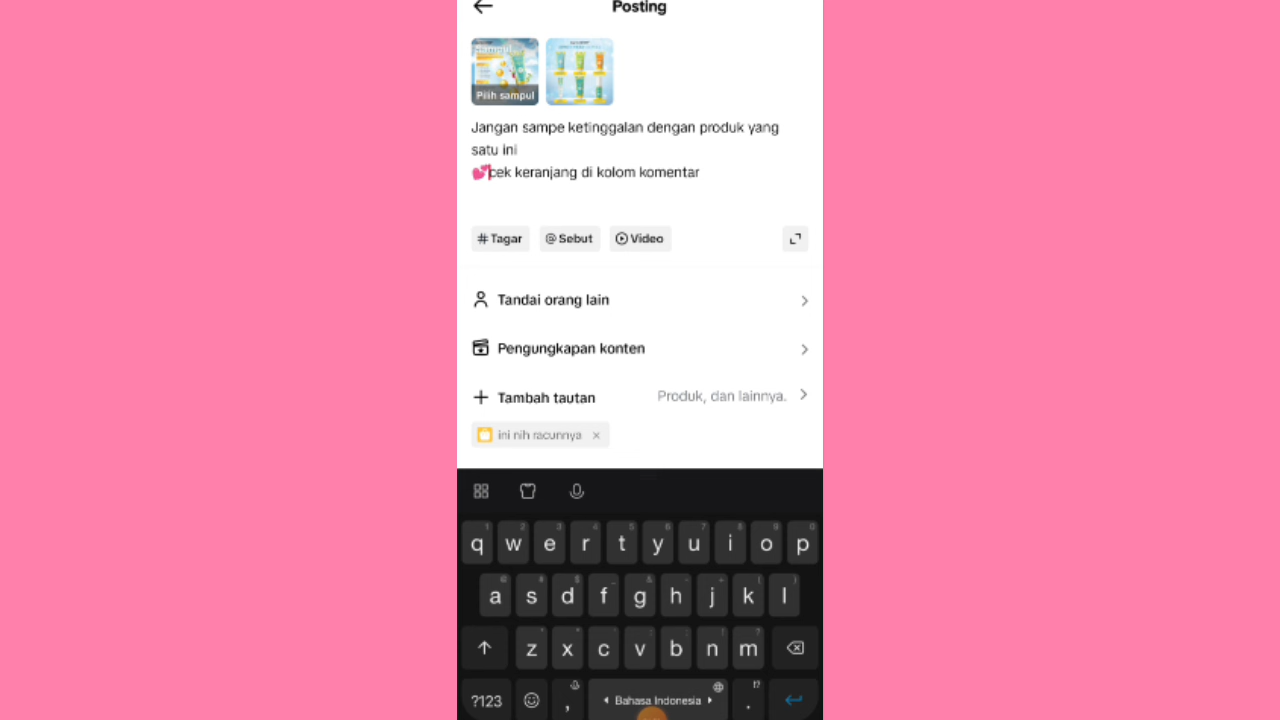 Posting
Sampul
Pilih sampul
Jangan sampe ketinggalan dengan produk yang
satu ini
💕cek keranjang di kolom komentar
# Tagar
@ Sebut
Video
Tandai orang lain
Pengungkapan konten
+ Tambah tautan
Produk, dan lainnya.
ini nih racunnya ×
q w e r t y u i o p
a s d f g h j k l
z x c v b n m
?123 , Bahasa Indonesia .